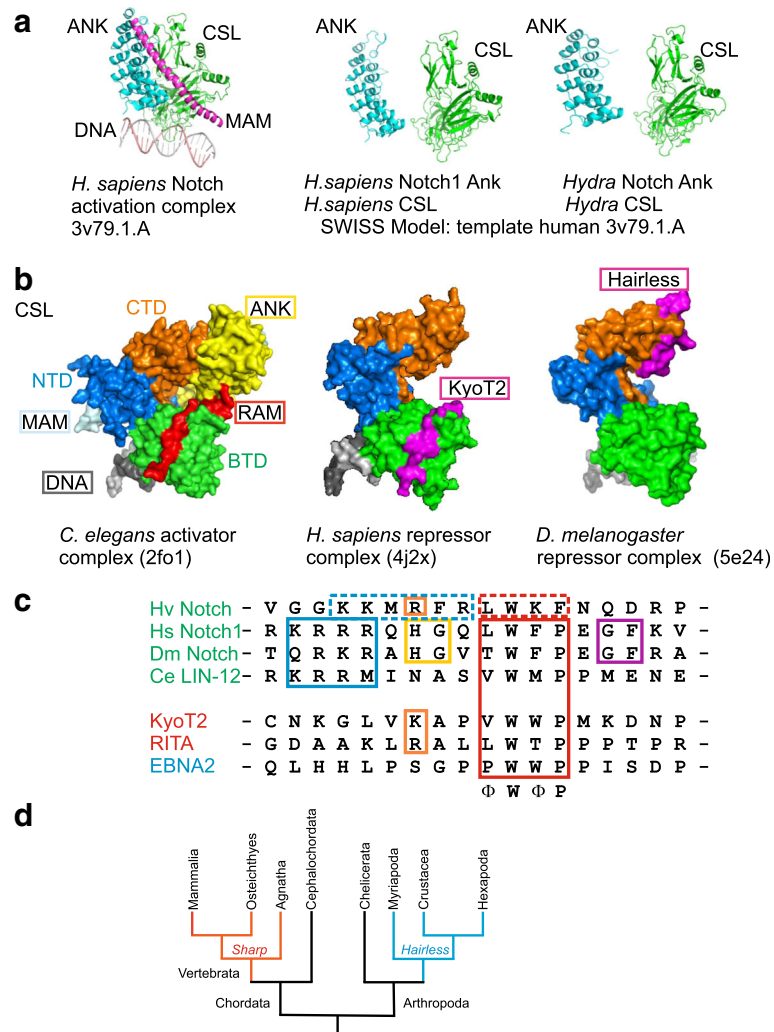 a
ANK
CSL
DNA
MAM
H. sapiens Notch
activation complex
3v79.1.A
ANK
CSL
H.sapiens Notch1 Ank
H.sapiens CSL
ANK
CSL
Hydra Notch Ank
Hydra CSL
SWISS Model: template human 3v79.1.A
b
CSL
CTD
ANK
NTD
MAM
RAM
BTD
DNA
C. elegans activator
complex (2fo1)
KyoT2
H. sapiens repressor
complex (4j2x)
Hairless
D. melanogaster
repressor complex (5e24)
c
Hv Notch - V G G K K M R F R L W K F N Q D R P -
Hs Notch1 - R K R R R Q H G Q L W F P E G F K V -
Dm Notch - T Q R K R A H G V T W F P E G F R A -
Ce LIN-12 - R K R R M I N A S V W M P P M E N E -
KyoT2 - C N K G L V K A P V W W P M K D N P -
RITA - G D A A K L R A L L W T P P P T P R -
EBNA2 - Q L H H L P S G P P W W P P I S D P -
Φ W Φ P
d
Mammalia
Osteichthyes
Agnatha
Cephalochordata
Chelicerata
Myriapoda
Crustacea
Hexapoda
Sharp
Hairless
Vertebrata
Chordata
Arthropoda